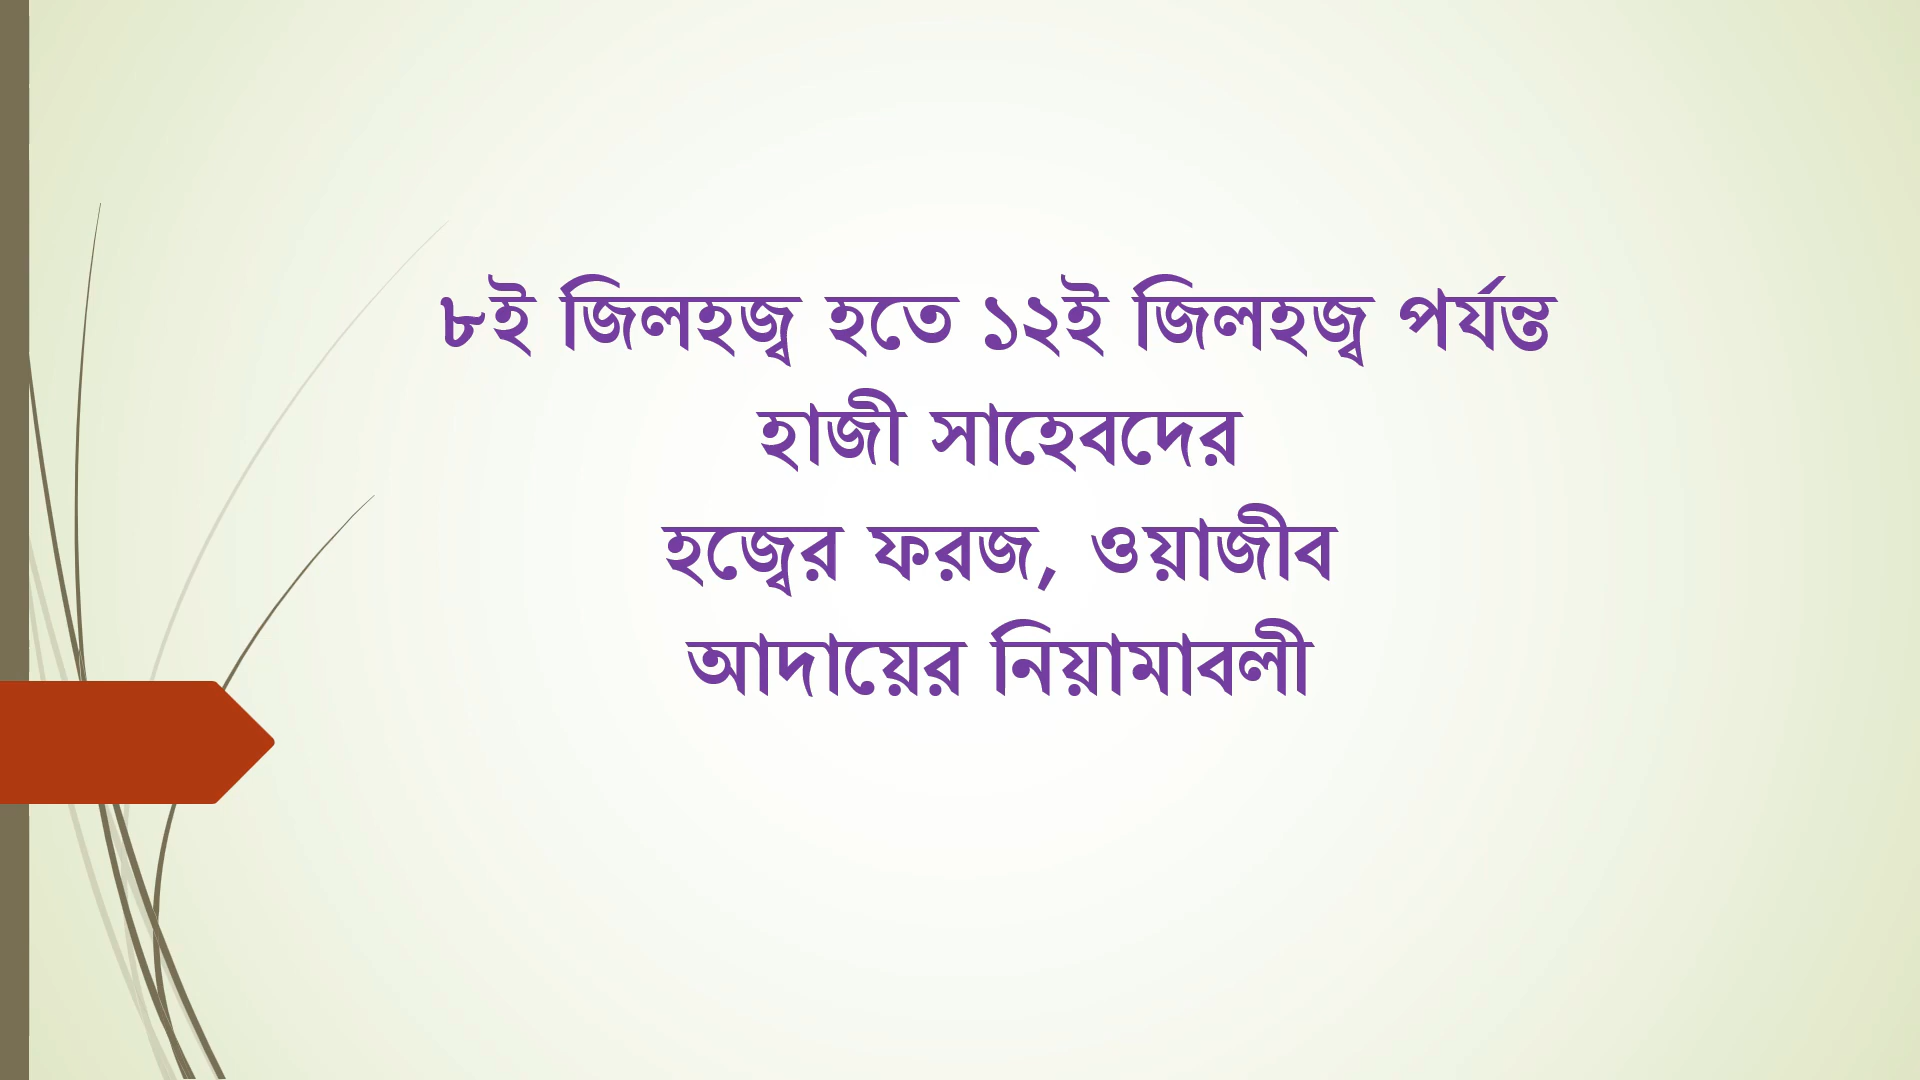 ৮ই জিলহজ্ব হতে ১২ই জিলহজ্ব পর্যন্ত
হাজী সাহেবদের
হজ্বের ফরজ, ওয়াজীব
আদায়ের নিয়ামাবলী